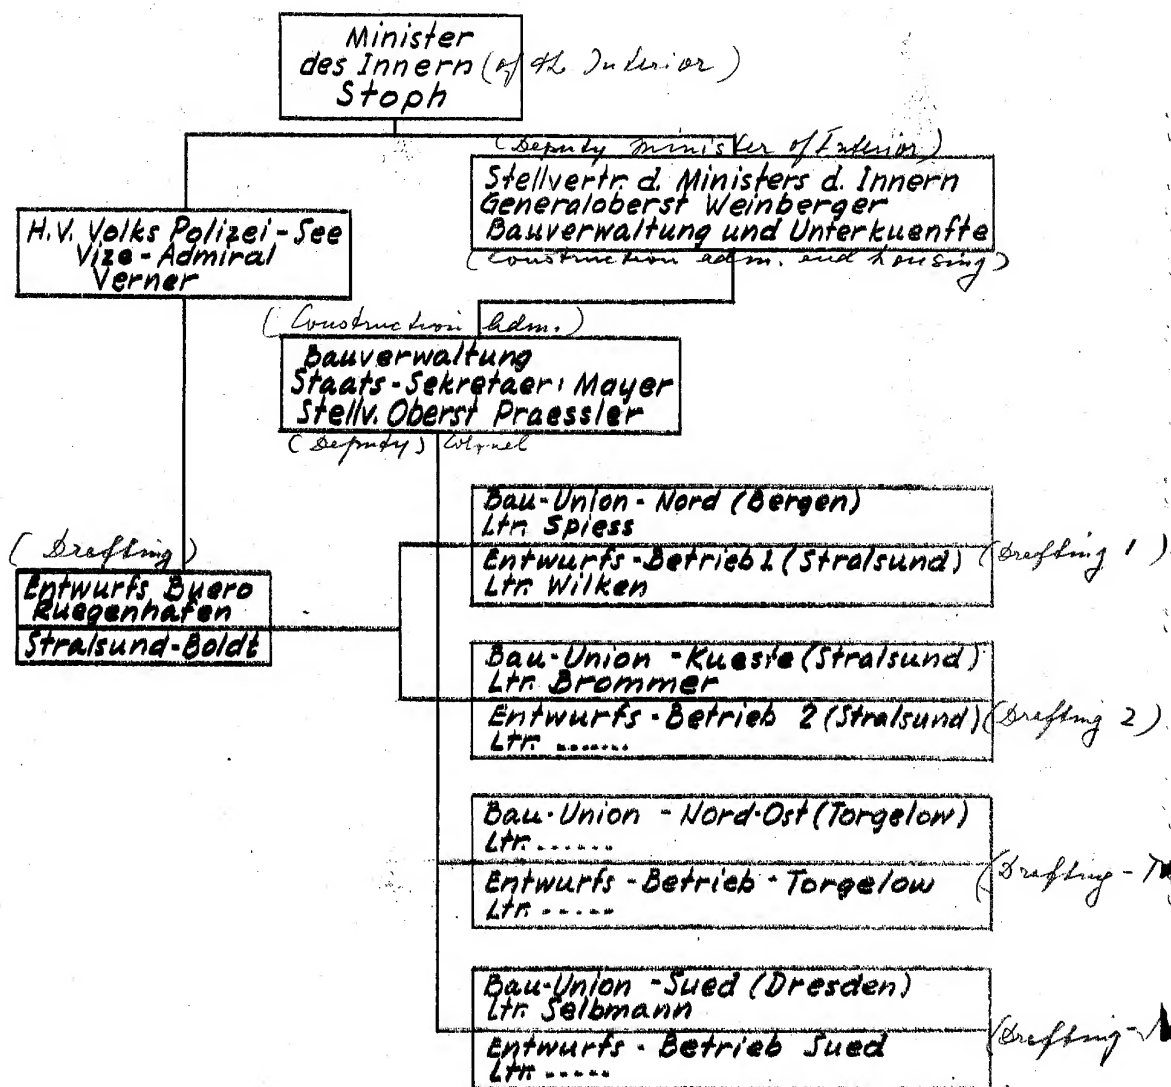 Minister
des Innern (of the Interior)
Stoph
(Deputy Minister of Interior)
Stellvertr. d. Ministers d. Innern
Generaloberst Weinberger
Bauverwaltung und Unterkuenfte
(Construction adm. and housing)
H.V. Volks Polizei-See
Vize-Admiral
Verner
(Construction Adm.)
Bauverwaltung
Staats-Sekretaer: Mayer
Stellv. Oberst Praessler
(Deputy) Colonel
Bau-Union-Nord (Bergen)
Ltr. Spiess
Entwurfs-Betrieb 1 (Stralsund) (Drafting 1)
Ltr. Wilken
(Drafting)
Entwurfs Buero
Ruegenhafen
Stralsund-Boldt
Bau-Union-Kueste (Stralsund)
Ltr. Brommer
Entwurfs-Betrieb 2 (Stralsund) (Drafting 2)
Ltr. .......
Bau-Union-Nord-Ost (Torgelow)
Ltr. ......
Entwurfs-Betrieb-Torgelow (Drafting-
Ltr. .....
Bau-Union-Sued (Dresden)
Ltr. Selbmann
Entwurfs-Betrieb Sued (Drafting-
Ltr. .....